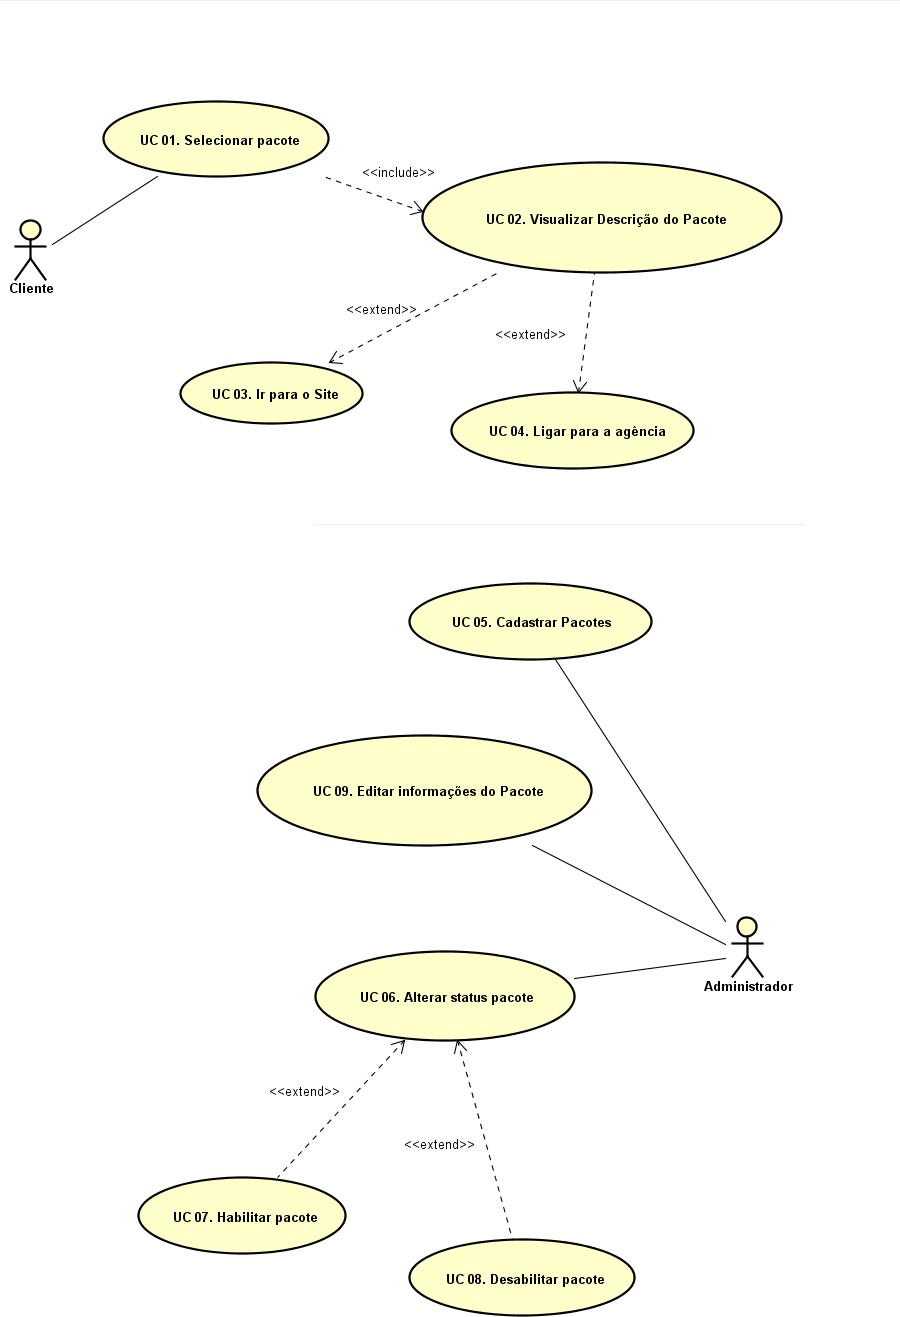 UC 01. Selecionar pacote
<<include>>
UC 02. Visualizar Descrição do Pacote
Cliente
<<extend>>
<<extend>>
UC 03. Ir para o Site
UC 04. Ligar para a agência
UC 05. Cadastrar Pacotes
UC 09. Editar informações do Pacote
Administrador
UC 06. Alterar status pacote
<<extend>>
<<extend>>
UC 07. Habilitar pacote
UC 08. Desabilitar pacote